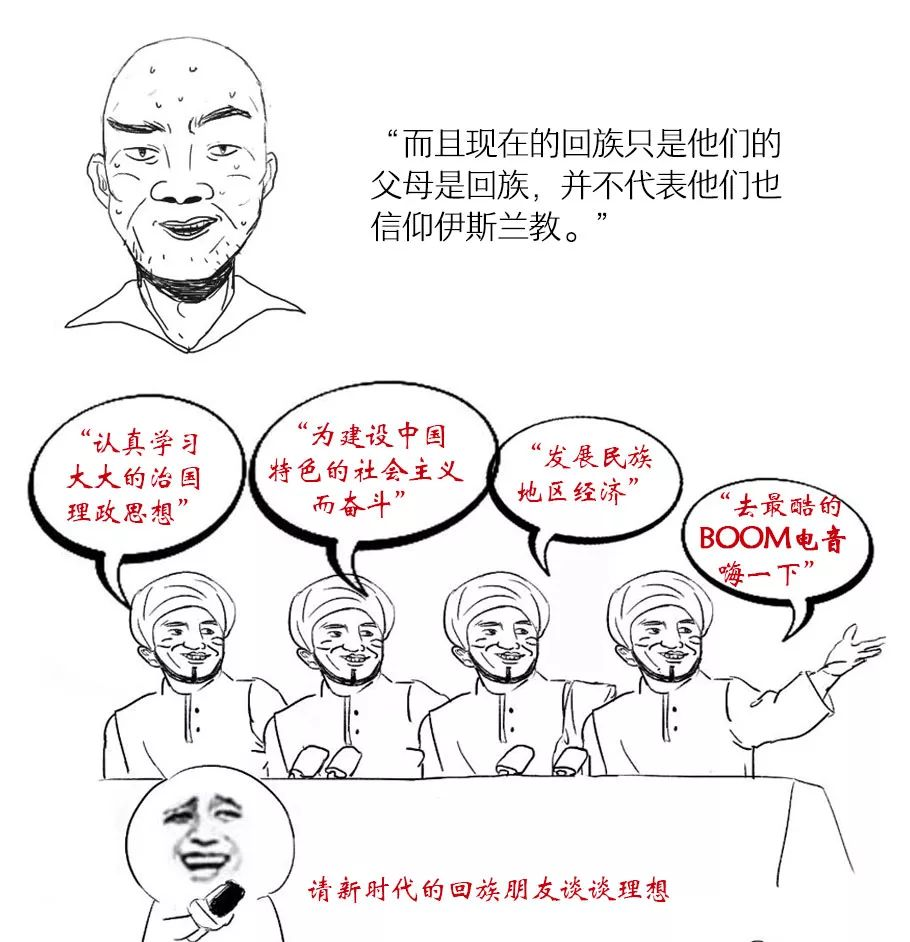 “而且现在的回族只是他们的
父母是回族，并不代表他们也
信仰伊斯兰教。”
“认真学习
大大的治国
理政思想”
“为建设中国
特色的社会主义
而奋斗”
“发展民族
地区经济”
“去最酷的
BOOM电音
嗨一下”
请新时代的回族朋友谈谈理想